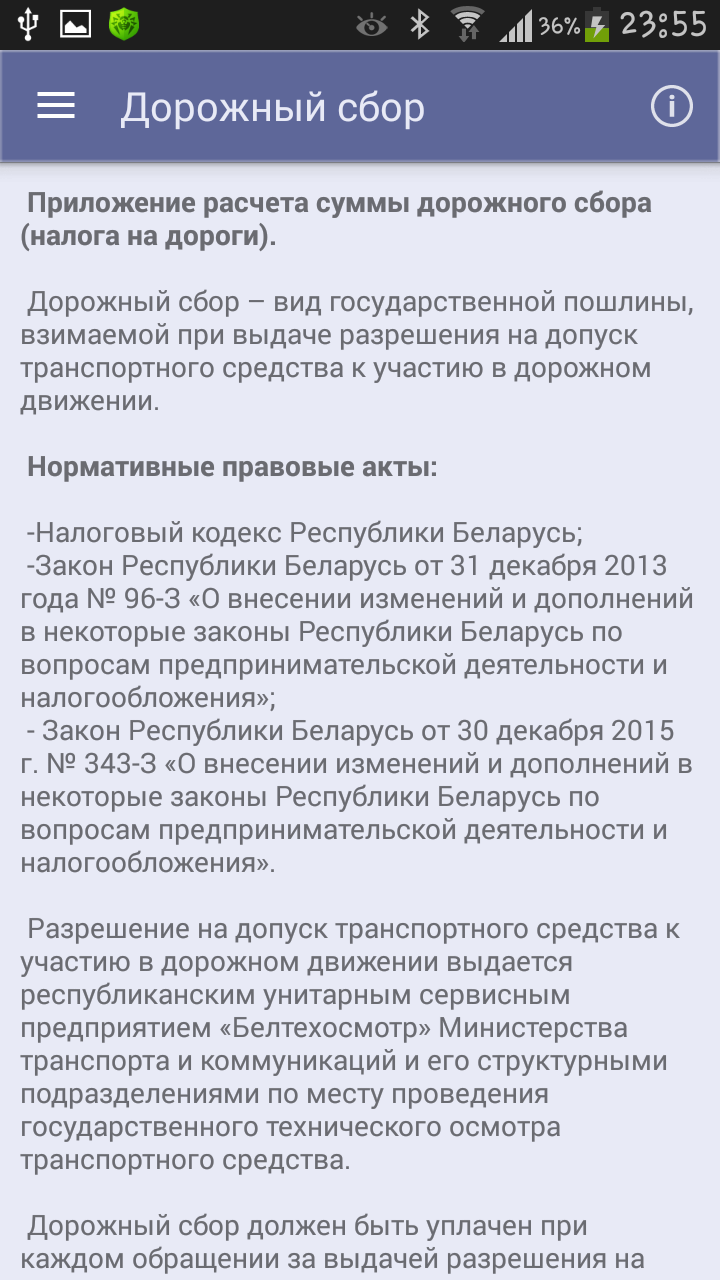 36% 23:55
Дорожный сбор
Приложение расчета суммы дорожного сбора
(налога на дороги).
Дорожный сбор – вид государственной пошлины,
взимаемой при выдаче разрешения на допуск
транспортного средства к участию в дорожном
движении.
Нормативные правовые акты:
-Налоговый кодекс Республики Беларусь;
-Закон Республики Беларусь от 31 декабря 2013
года № 96-З «О внесении изменений и дополнений
в некоторые законы Республики Беларусь по
вопросам предпринимательской деятельности и
налогообложения»;
- Закон Республики Беларусь от 30 декабря 2015
г. № 343-З «О внесении изменений и дополнений в
некоторые законы Республики Беларусь по
вопросам предпринимательской деятельности и
налогообложения».
Разрешение на допуск транспортного средства к
участию в дорожном движении выдается
республиканским унитарным сервисным
предприятием «Белтехосмотр» Министерства
транспорта и коммуникаций и его структурными
подразделениями по месту проведения
государственного технического осмотра
транспортного средства.
Дорожный сбор должен быть уплачен при
каждом обращении за выдачей разрешения на